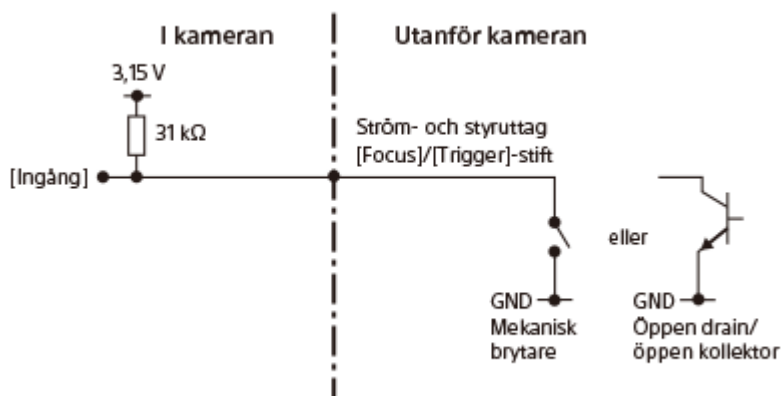 I kameran
Utanför kameran
3,15 V
31 kΩ
Ström- och styruttag
[Focus]/[Trigger]-stift
[Ingång]
eller
GND
Mekanisk
brytare
GND
Öppen drain/
öppen kollektor